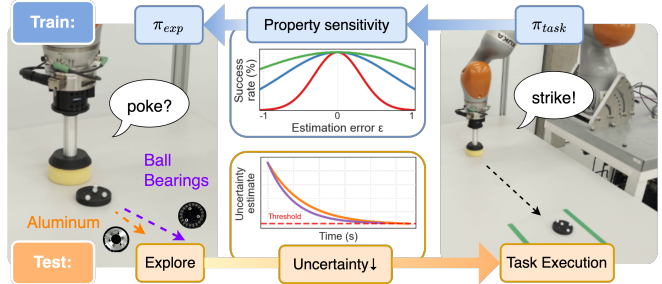 Train:
π_exp
Property sensitivity
π_task
Success
rate (%)
-1
0
1
Estimation error ε
poke?
strike!
KUKA
Ball
Bearings
Aluminum
Uncertainty
estimate
Threshold
Time (s)
Test:
Explore
Uncertainty↓
Task Execution